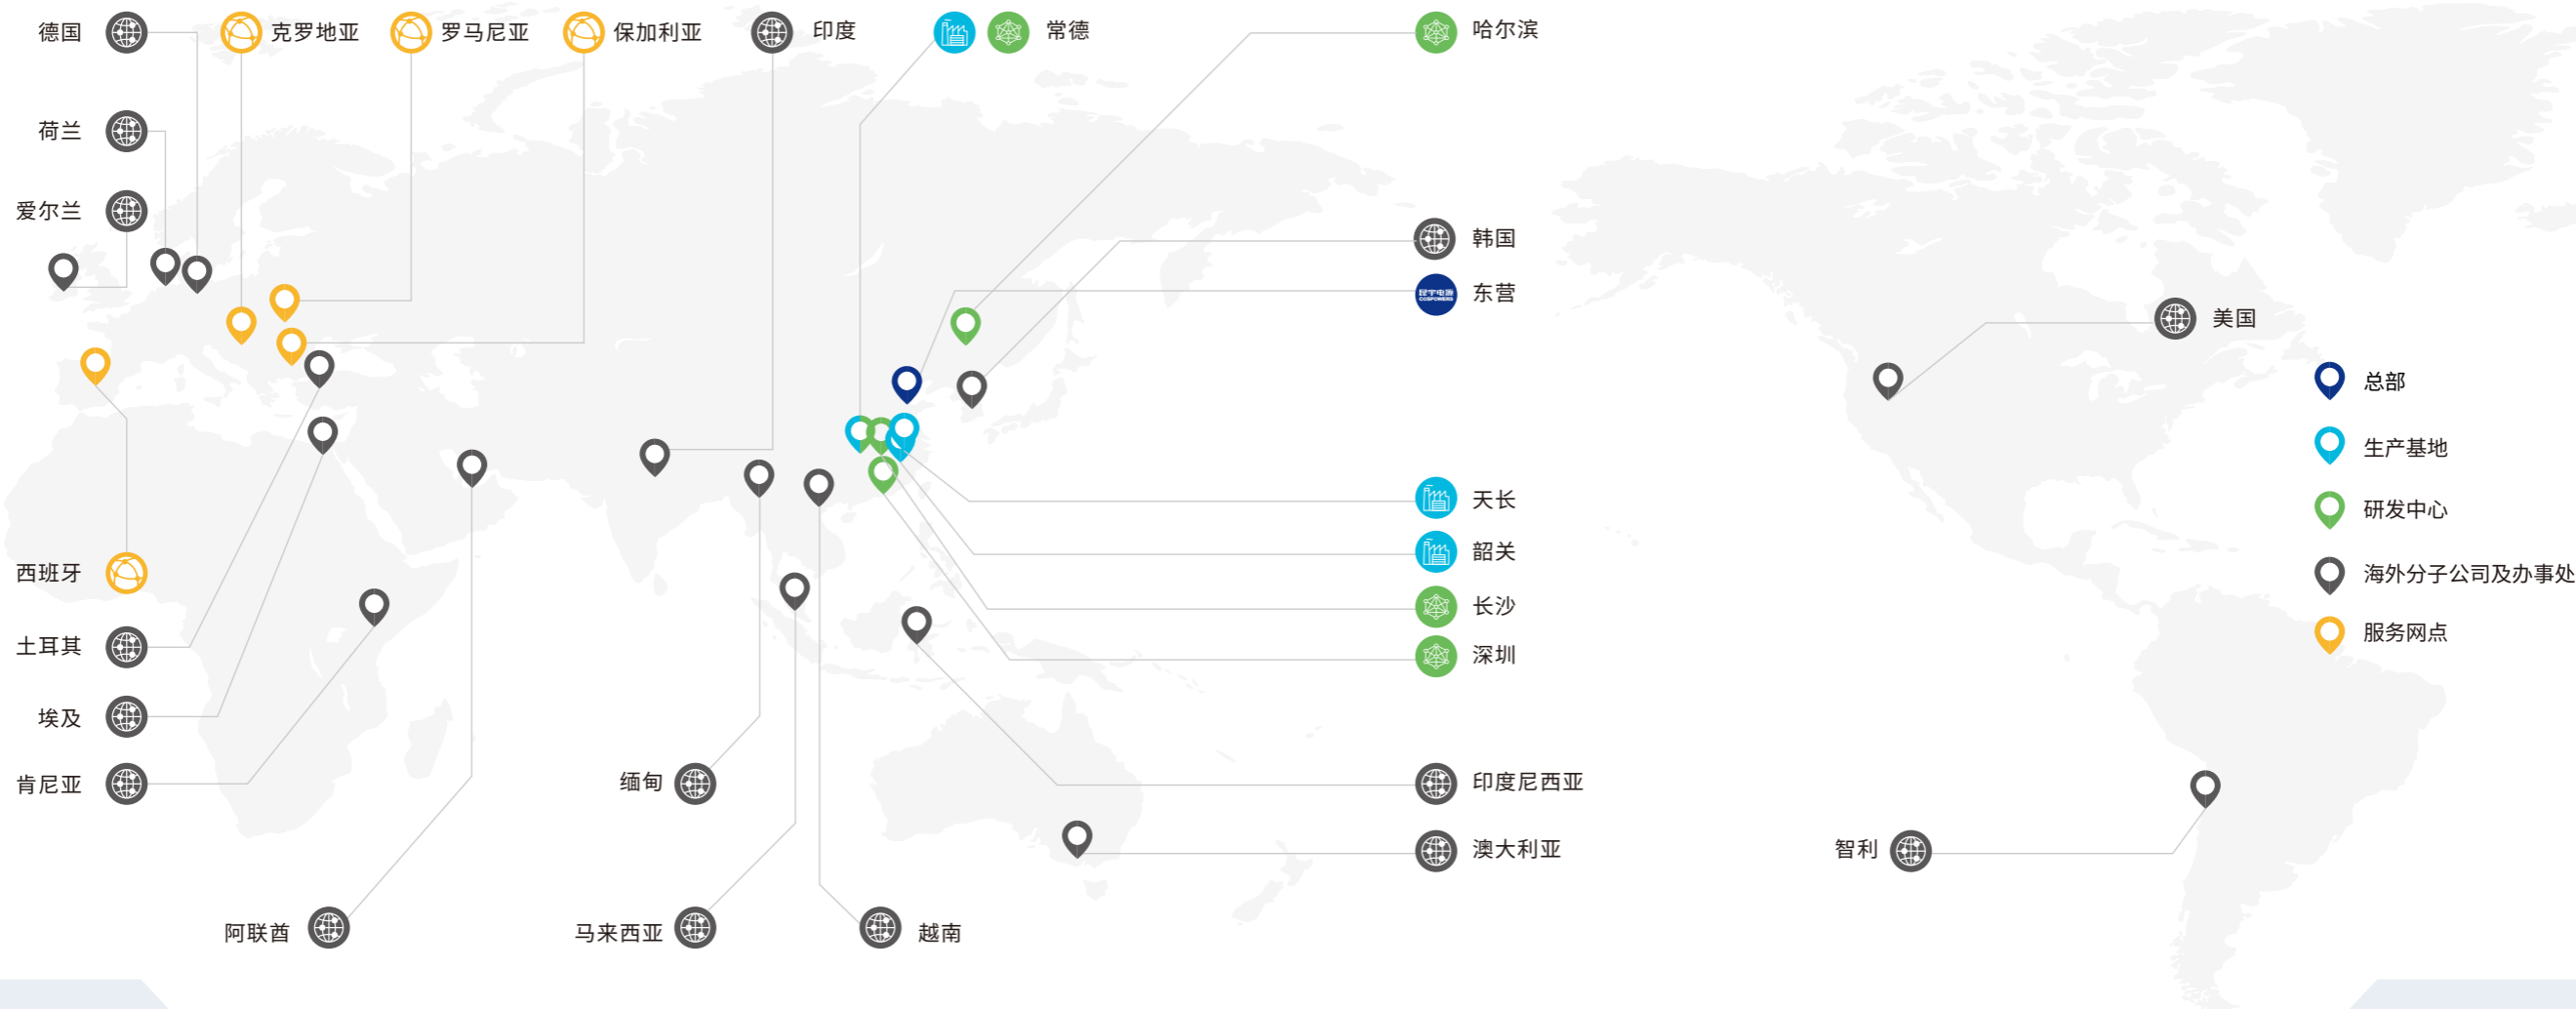 德国
克罗地亚
罗马尼亚
保加利亚
印度
常德
哈尔滨
荷兰
爱尔兰
韩国
昆宇电源
COSPOWERS
东营
美国
总部
生产基地
研发中心
海外分子公司及办事处
服务网点
天长
韶关
长沙
深圳
西班牙
土耳其
埃及
肯尼亚
缅甸
印度尼西亚
澳大利亚
智利
阿联酋
马来西亚
越南